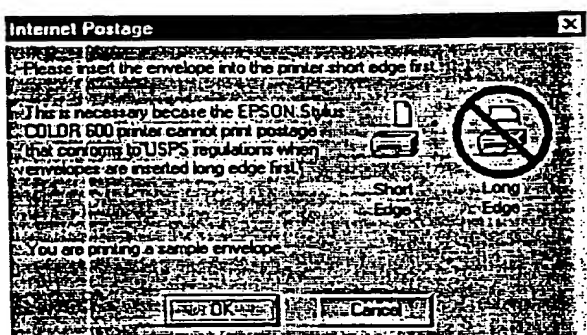 Internet Postage
Please insert the envelope into the printer short edge first.
This is necessary becase the EPSON Stylus
COLOR 600 printer cannot print postage
that conforms to USPS regulations when
envelopes are inserted long edge first.
Short
Edge
Long
Edge
You are printing a sample envelope.
OK
Cancel